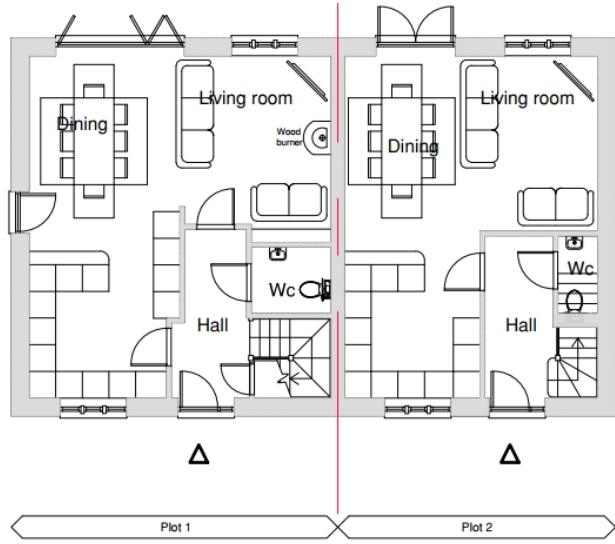 Living room
Living room
Dining
Wood
burner
Dining
Wc
Wc
Hall
Hall
Plot 1
Plot 2